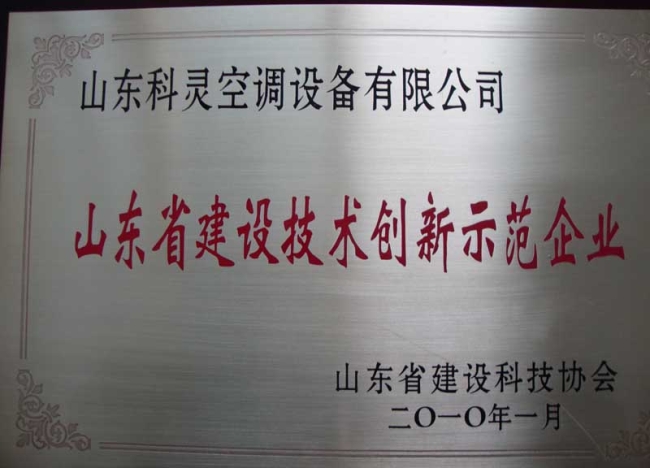 山东科灵空调设备有限公司
山东省建设技术创新示范企业
山东省建设科技协会
二〇一〇年一月